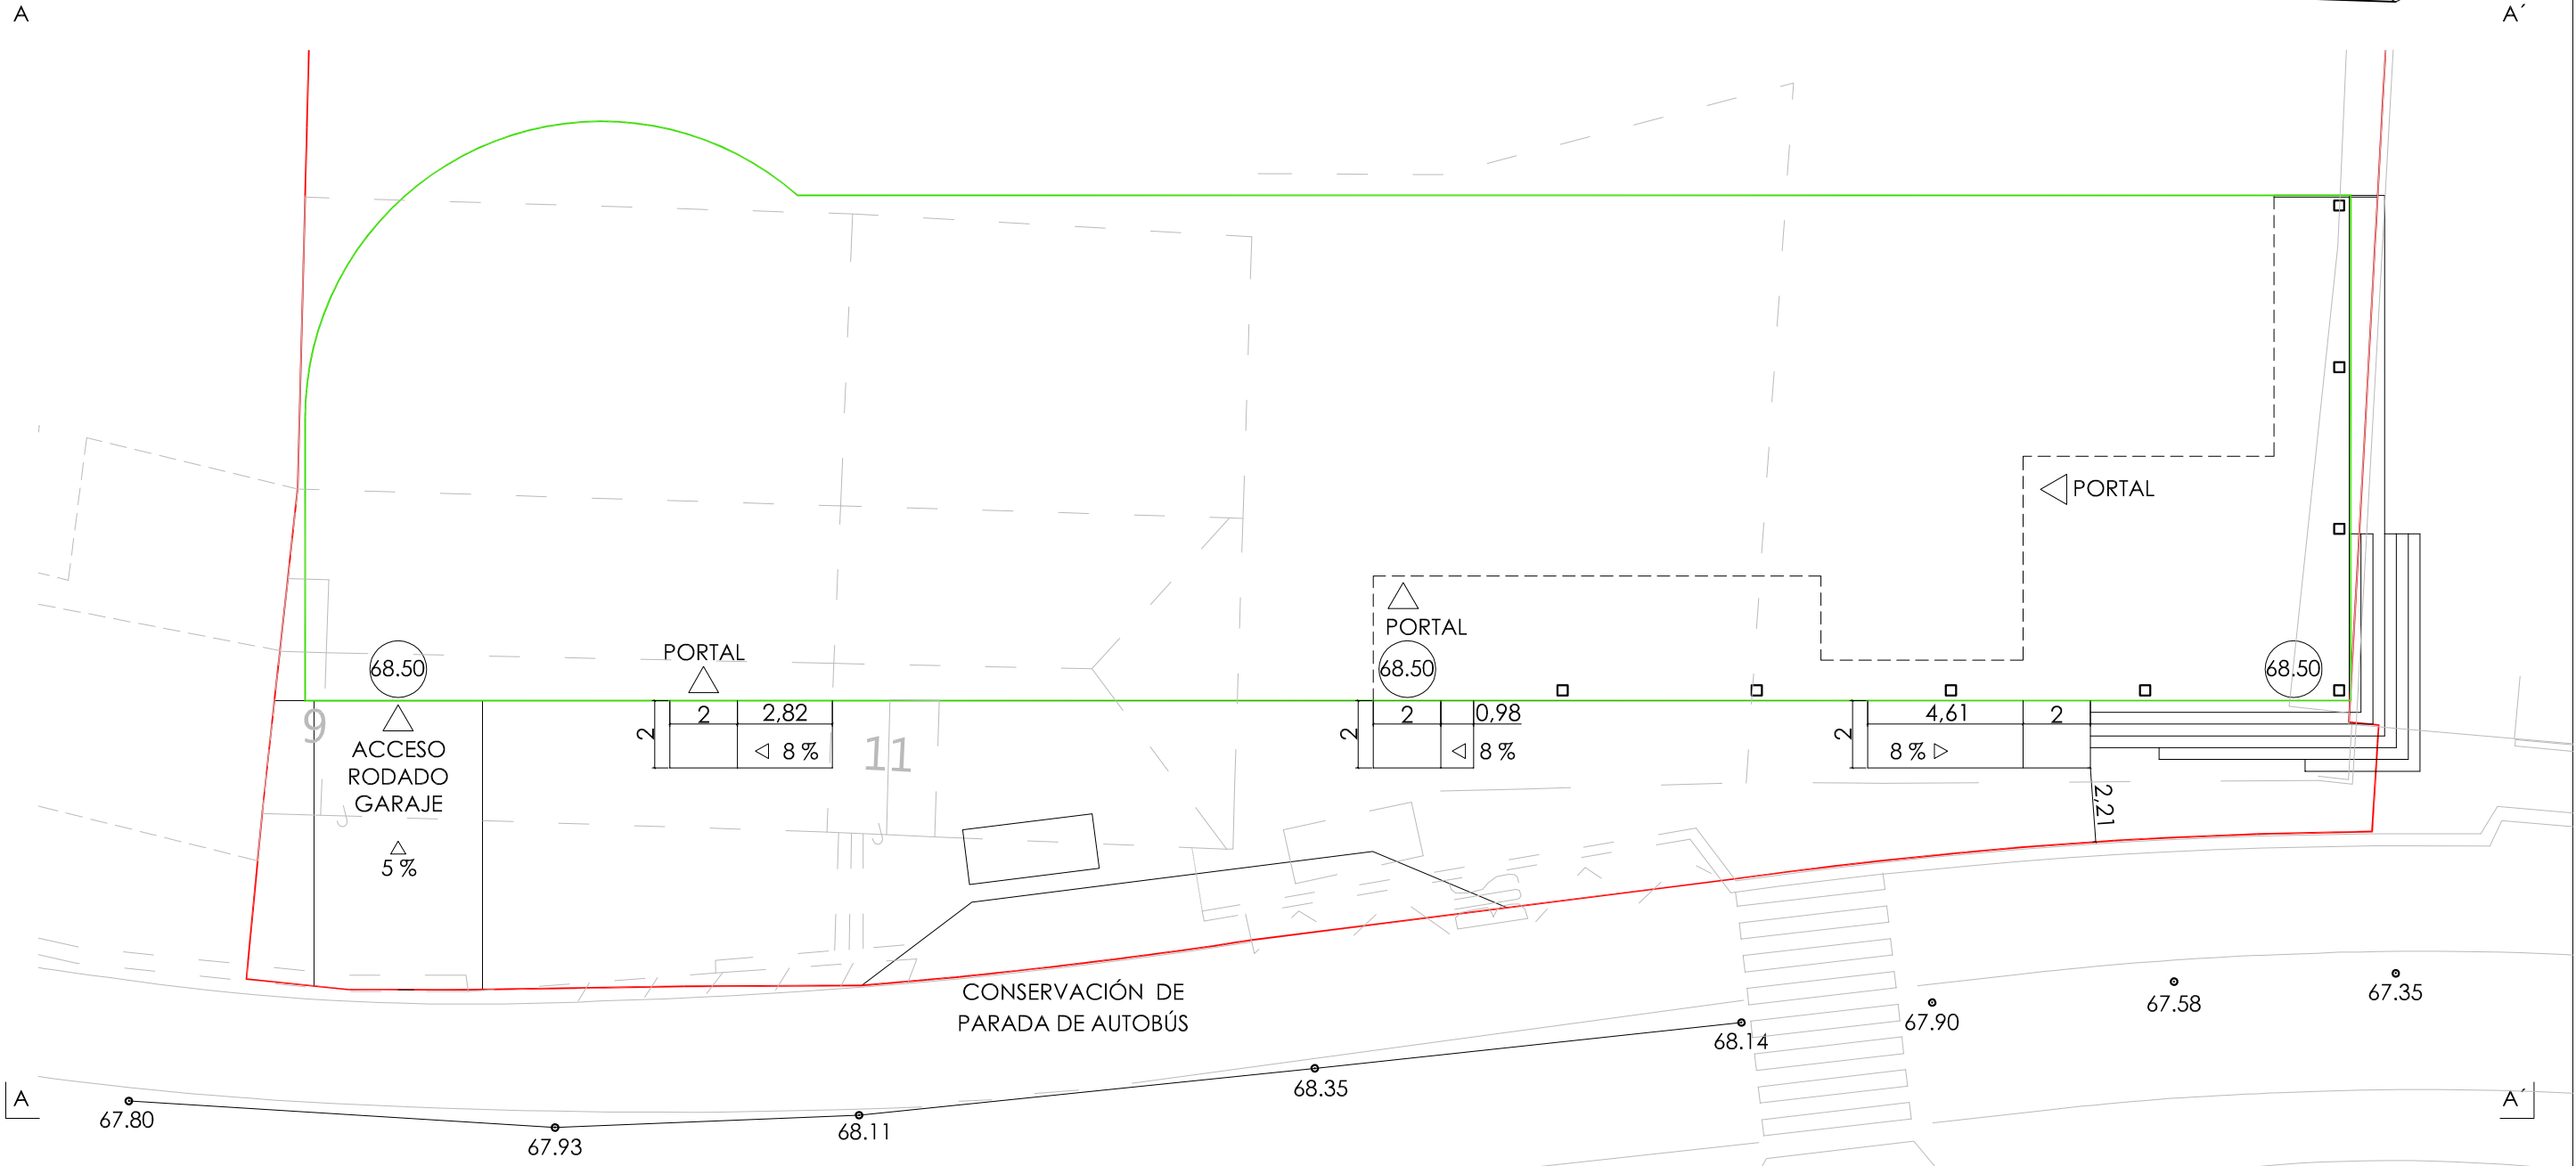 A
A´
PORTAL
PORTAL
PORTAL
68.50
68.50
68.50
2
2,82
2
8 %
2
0,98
2
8 %
4,61
2
2
8 %
2,21
9
11
ACCESO
RODADO
GARAJE
5 %
CONSERVACIÓN DE
PARADA DE AUTOBÚS
67.35
67.58
67.90
68.14
68.35
68.11
67.93
67.80
A
A´